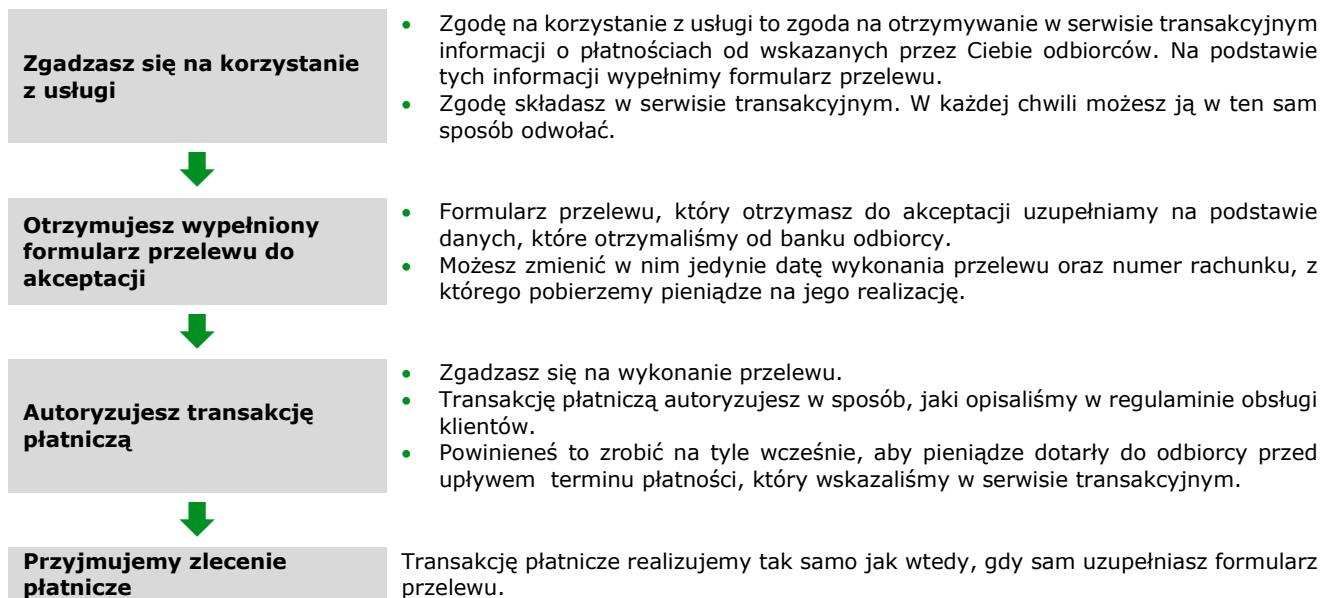 Zgadzasz się na korzystanie
z usługi
• Zgodę na korzystanie z usługi to zgoda na otrzymywanie w serwisie transakcyjnym
informacji o płatnościach od wskazanych przez Ciebie odbiorców. Na podstawie
tych informacji wypełnimy formularz przelewu.
• Zgodę składasz w serwisie transakcyjnym. W każdej chwili możesz ją w ten sam
sposób odwołać.
Otrzymujesz wypełniony
formularz przelewu do
akceptacji
• Formularz przelewu, który otrzymasz do akceptacji uzupełniamy na podstawie
danych, które otrzymaliśmy od banku odbiorcy.
• Możesz zmienić w nim jedynie datę wykonania przelewu oraz numer rachunku, z
którego pobierzemy pieniądze na jego realizację.
Autoryzujesz transakcję
płatniczą
• Zgadzasz się na wykonanie przelewu.
• Transakcję płatniczą autoryzujesz w sposób, jaki opisaliśmy w regulaminie obsługi
klientów.
• Powinieneś to zrobić na tyle wcześnie, aby pieniądze dotarły do odbiorcy przed
upływem terminu płatności, który wskazaliśmy w serwisie transakcyjnym.
Przyjmujemy zlecenie
płatnicze
Transakcję płatnicze realizujemy tak samo jak wtedy, gdy sam uzupełniasz formularz
przelewu.